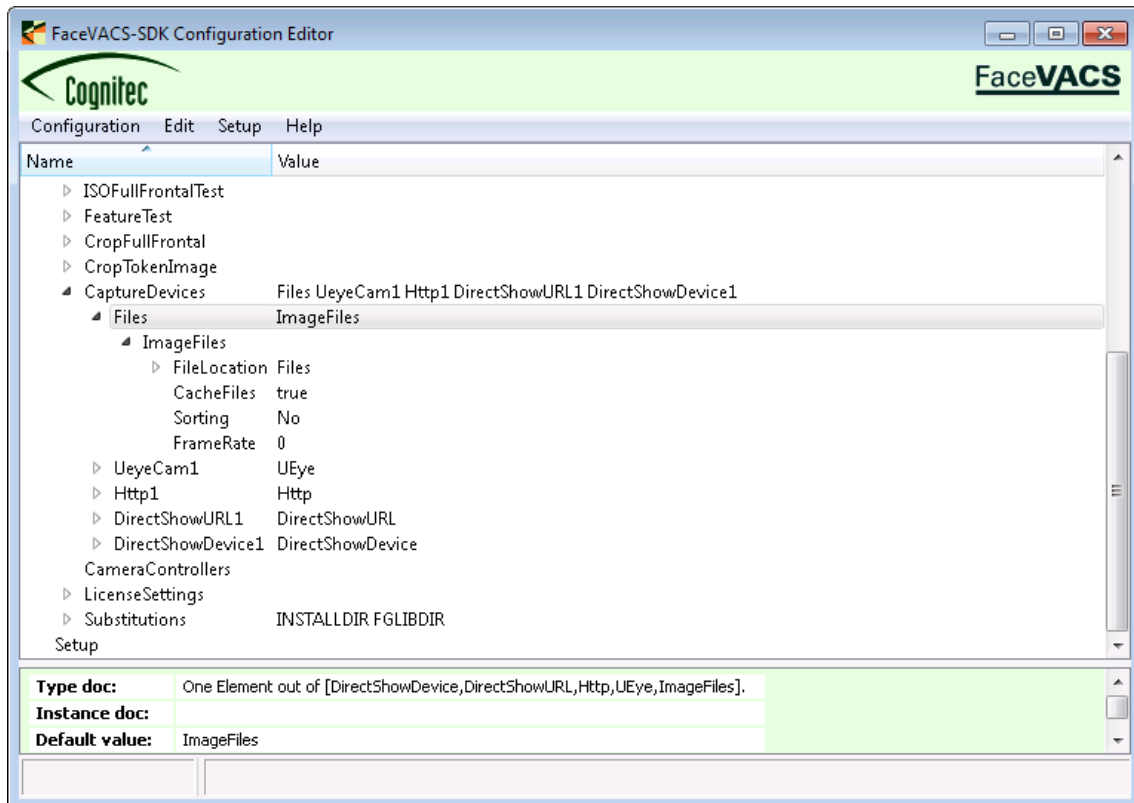 FaceVACS-SDK Configuration Editor
Cognitec
FaceVACS
Configuration Edit Setup Help
Name Value
ISOFullFrontalTest
FeatureTest
CropFullFrontal
CropTokenImage
CaptureDevices Files UeyeCam1 Http1 DirectShowURL1 DirectShowDevice1
Files ImageFiles
ImageFiles
FileLocation Files
CacheFiles true
Sorting No
FrameRate 0
UeyeCam1 UEye
Http1 Http
DirectShowURL1 DirectShowURL
DirectShowDevice1 DirectShowDevice
CameraControllers
LicenseSettings
Substitutions INSTALLDIR FGLIBDIR
Setup
Type doc: One Element out of [DirectShowDevice,DirectShowURL,Http,UEye,ImageFiles].
Instance doc:
Default value: ImageFiles